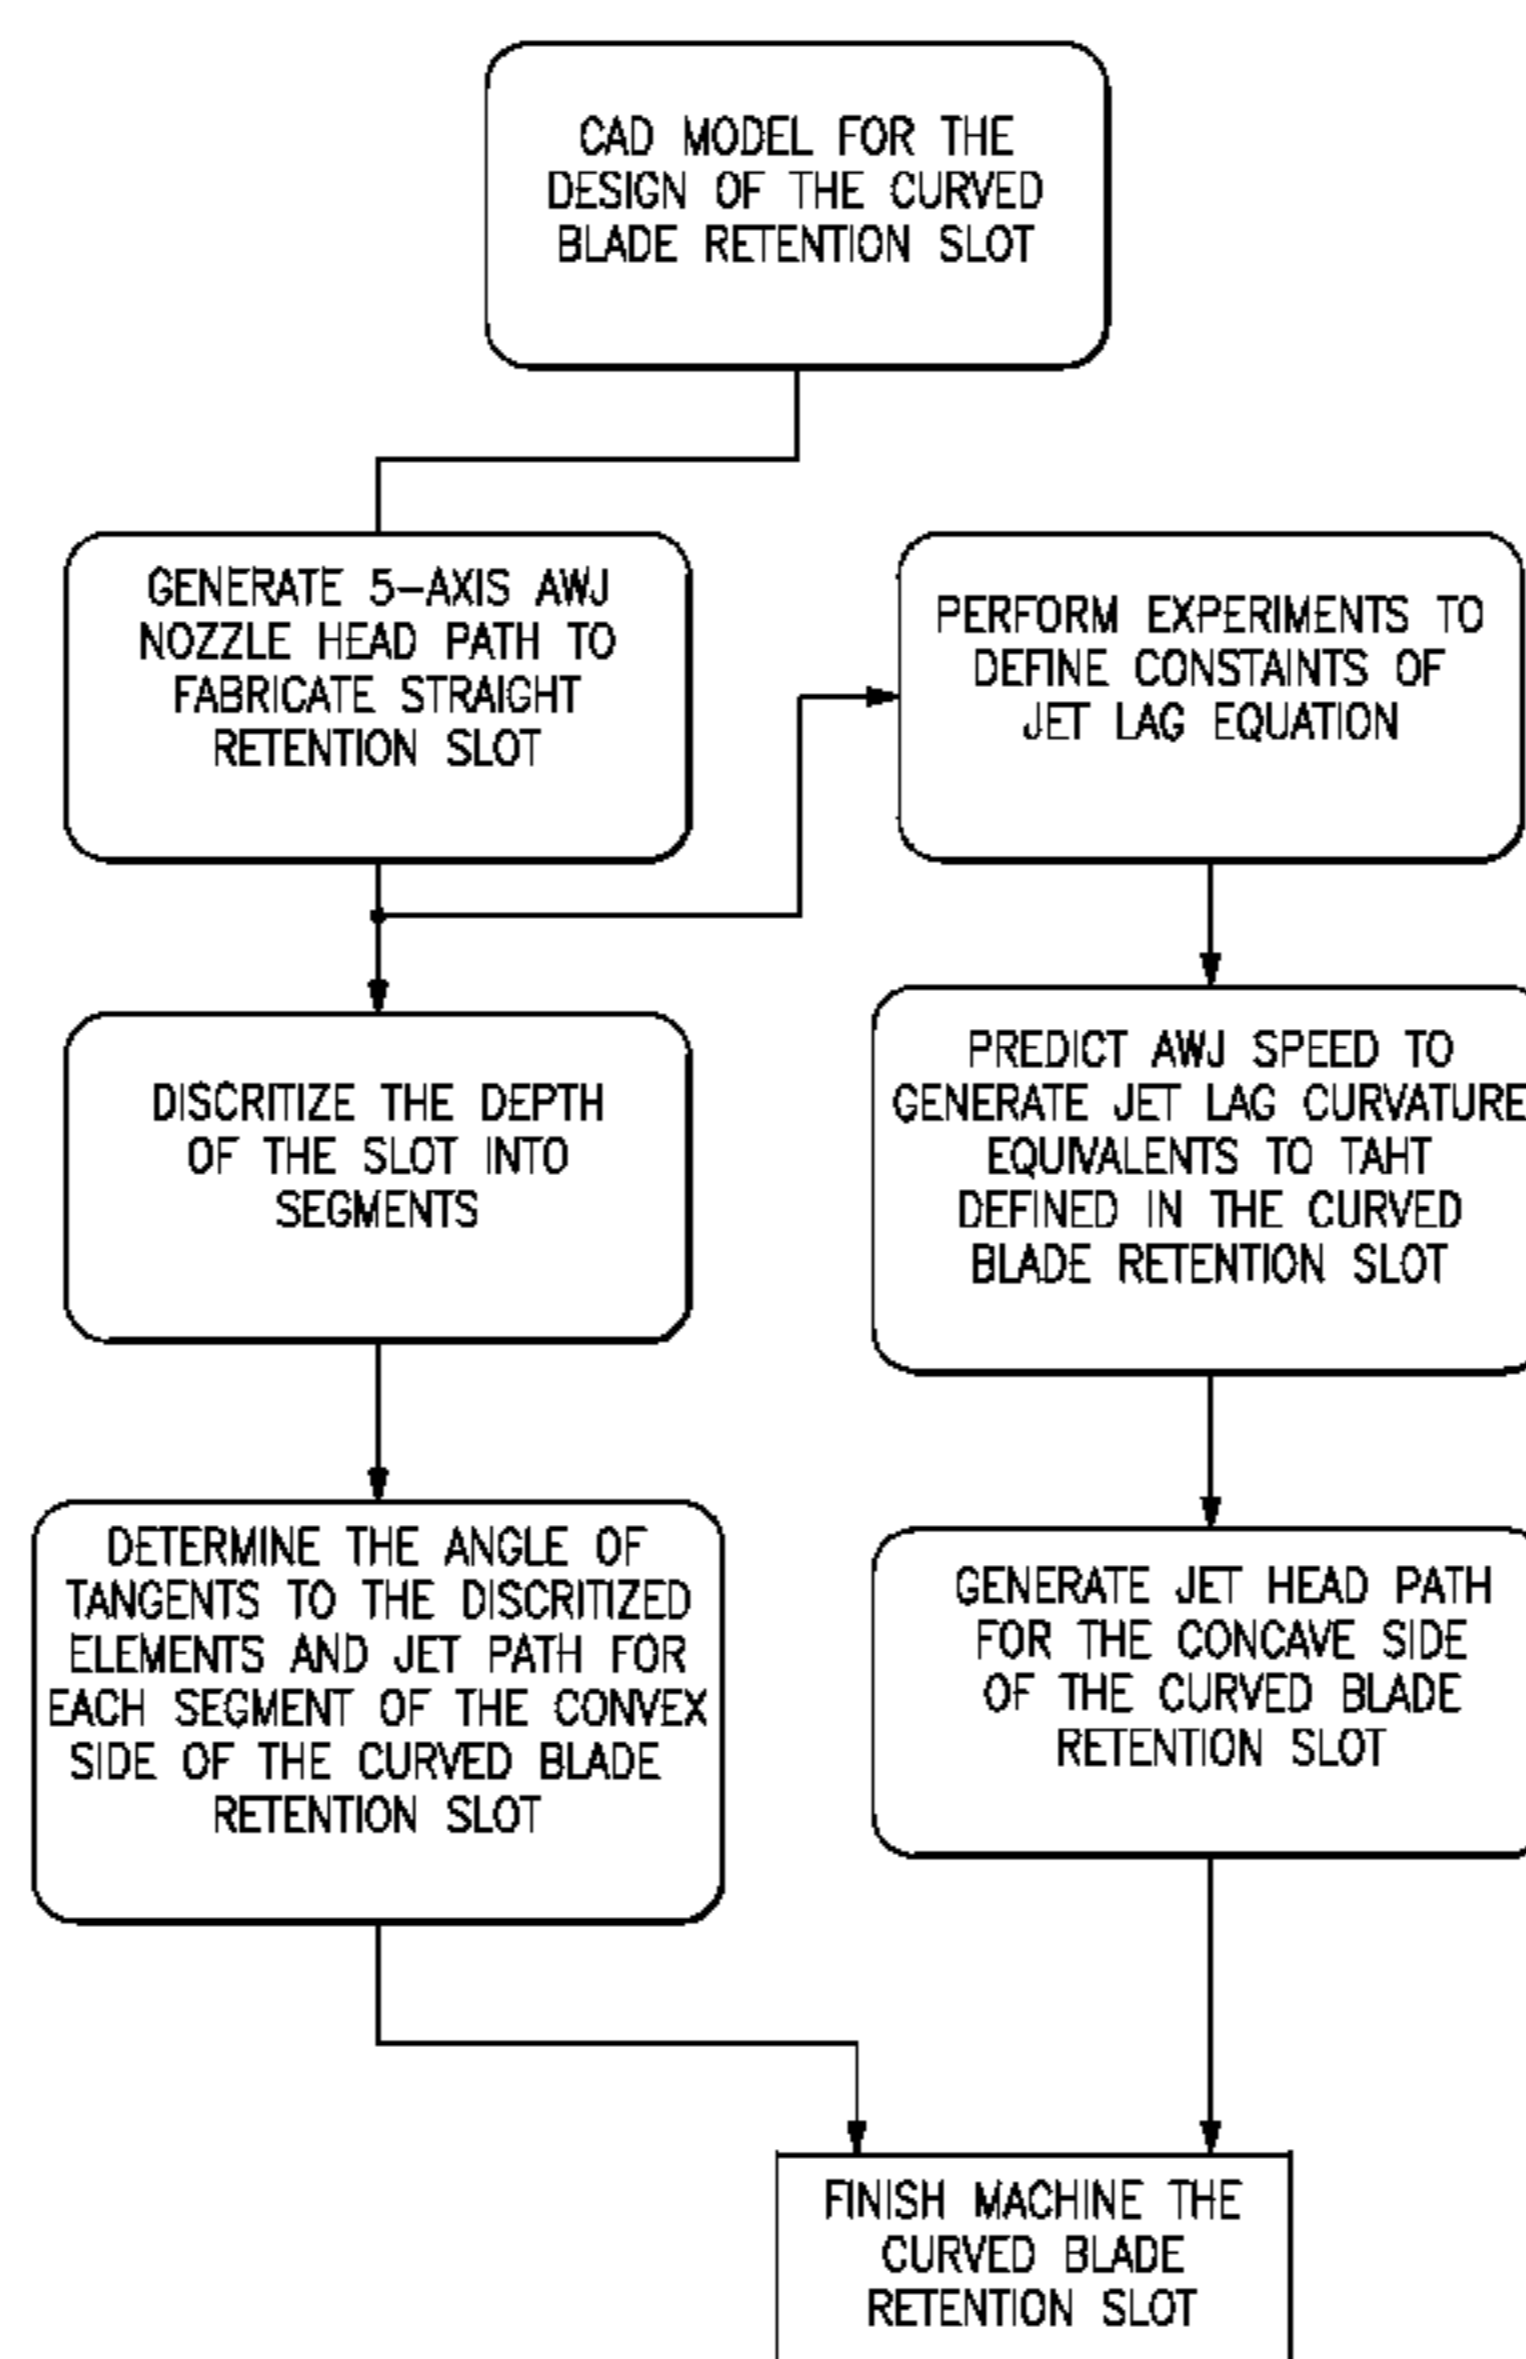 CAD MODEL FOR THE
DESIGN OF THE CURVED
BLADE RETENTION SLOT
GENERATE 5-AXIS AWJ
NOZZLE HEAD PATH TO
FABRICATE STRAIGHT
RETENTION SLOT
PERFORM EXPERIMENTS TO
DEFINE CONSTAINTS OF
JET LAG EQUATION
DISCRITIZE THE DEPTH
OF THE SLOT INTO
SEGMENTS
PREDICT AWJ SPEED TO
GENERATE JET LAG CURVATURE
EQUIVALENTS TO TAHT
DEFINED IN THE CURVED
BLADE RETENTION SLOT
DETERMINE THE ANGLE OF
TANGENTS TO THE DISCRITIZED
ELEMENTS AND JET PATH FOR
EACH SEGMENT OF THE CONVEX
SIDE OF THE CURVED BLADE
RETENTION SLOT
GENERATE JET HEAD PATH
FOR THE CONCAVE SIDE
OF THE CURVED BLADE
RETENTION SLOT
FINISH MACHINE THE
CURVED BLADE
RETENTION SLOT